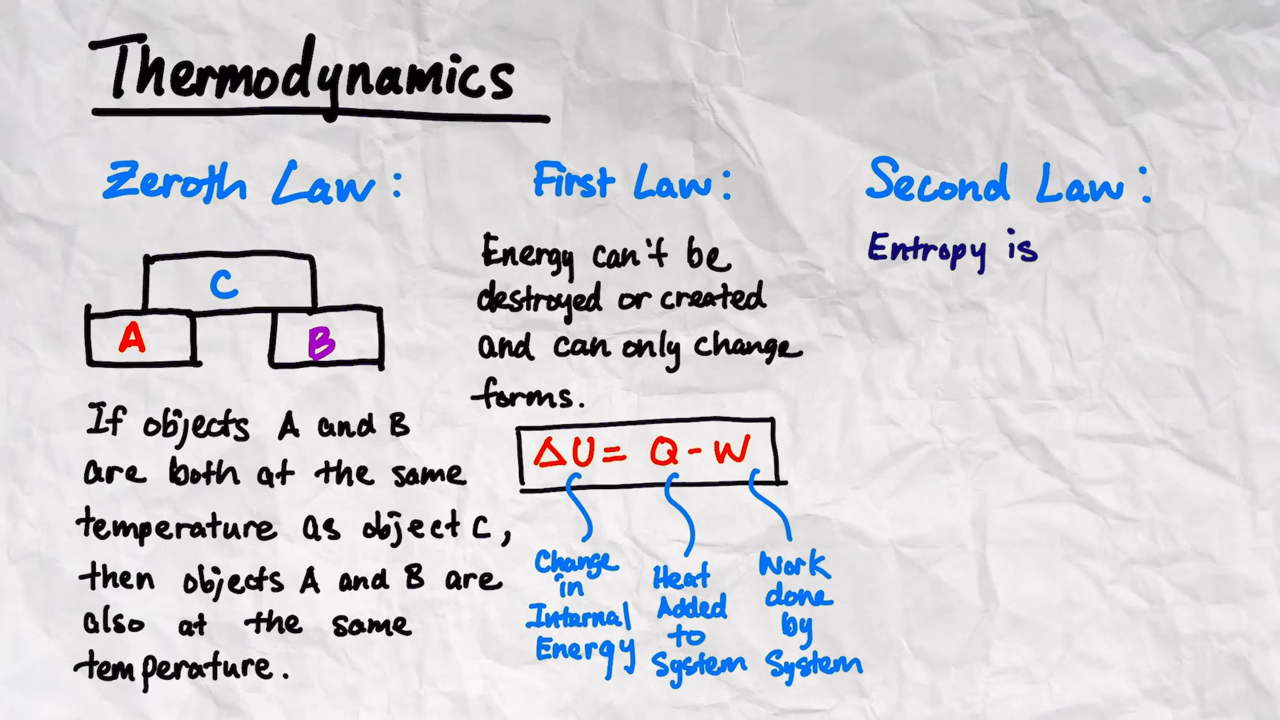 Thermodynamics
Zeroth Law:
C
A
B
If objects A and B
are both at the same
temperature as object C,
then objects A and B are
also at the same
temperature.
First Law:
Energy can't be
destroyed or created
and can only change
forms.
ΔU = Q - W
Change
in
Internal
Energy
Heat
Added
to
System
Work
done
by
System
Second Law:
Entropy is